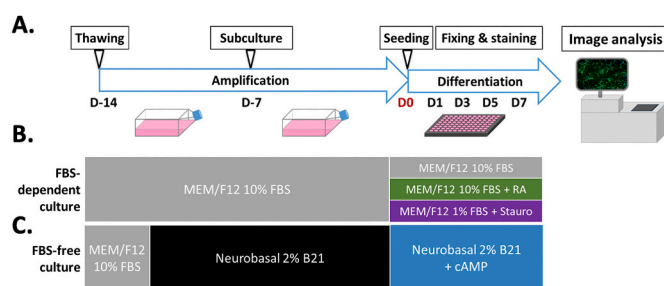 A.
Thawing Subculture Seeding Fixing & staining Image analysis
Amplification Differentiation
D-14 D-7 D0 D1 D3 D5 D7
B.
FBS-
dependent
culture
MEM/F12 10% FBS
MEM/F12 10% FBS
MEM/F12 10% FBS + RA
MEM/F12 1% FBS + Stauro
C.
FBS-free
culture
MEM/F12
10% FBS
Neurobasal 2% B21
Neurobasal 2% B21
+ cAMP